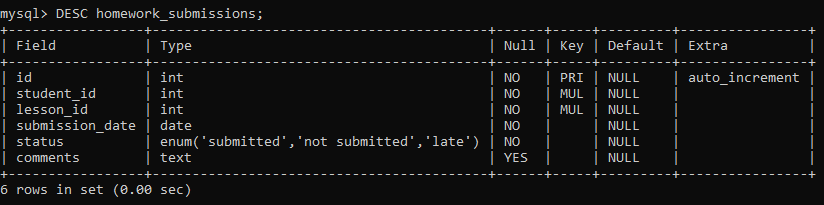 mysql> DESC homework_submissions;
+-----------------+----------------------------------------+------+-----+---------+----------------+
| Field           | Type                                   | Null | Key | Default | Extra          |
+-----------------+----------------------------------------+------+-----+---------+----------------+
| id              | int                                    | NO   | PRI | NULL    | auto_increment |
| student_id      | int                                    | NO   | MUL | NULL    |                |
| lesson_id       | int                                    | NO   | MUL | NULL    |                |
| submission_date | date                                   | NO   |     | NULL    |                |
| status          | enum('submitted','not submitted','late') | NO   |     | NULL    |                |
| comments        | text                                   | YES  |     | NULL    |                |
+-----------------+----------------------------------------+------+-----+---------+----------------+
6 rows in set (0.00 sec)